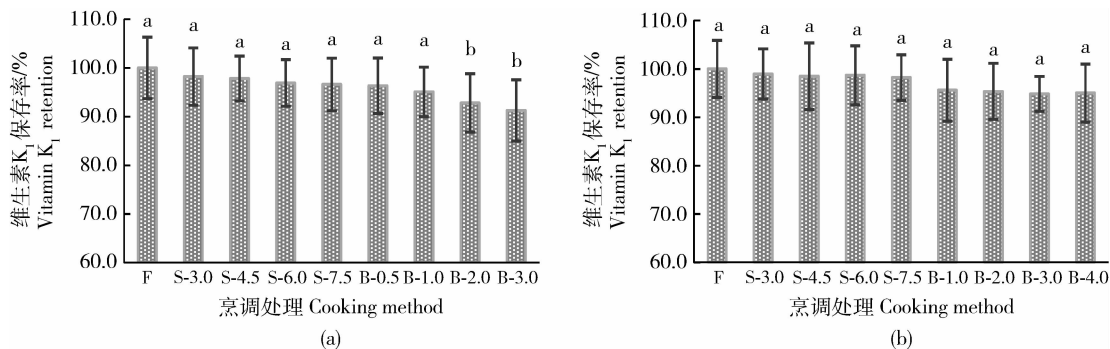 110.0
100.0
90.0
80.0
70.0
60.0
维生素K1保存率/%
Vitamin K1 retention
a a a a a a a b b
F S-3.0 S-4.5 S-6.0 S-7.5 B-0.5 B-1.0 B-2.0 B-3.0
烹调处理 Cooking method
(a)
110.0
100.0
90.0
80.0
70.0
60.0
维生素K1保存率/%
Vitamin K1 retention
a a a a a a a a a
F S-3.0 S-4.5 S-6.0 S-7.5 B-1.0 B-2.0 B-3.0 B-4.0
烹调处理 Cooking method
(b)